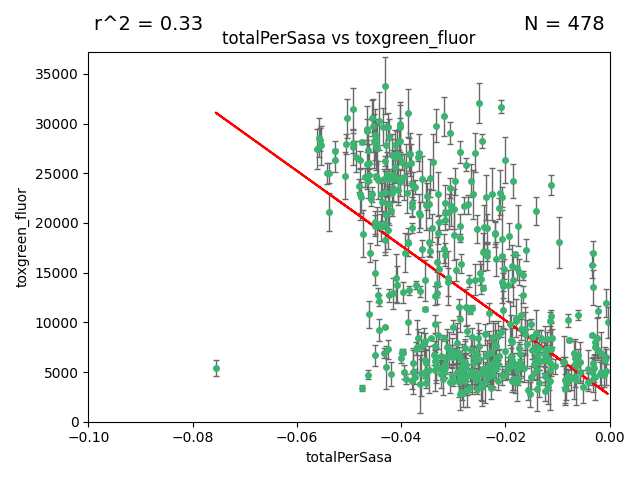 r^2 = 0.33
N = 478
totalPerSasa vs toxgreen_fluor
toxgreen_fluor
35000
30000
25000
20000
15000
10000
5000
0
−0.10
−0.08
−0.06
−0.04
−0.02
0.00
totalPerSasa